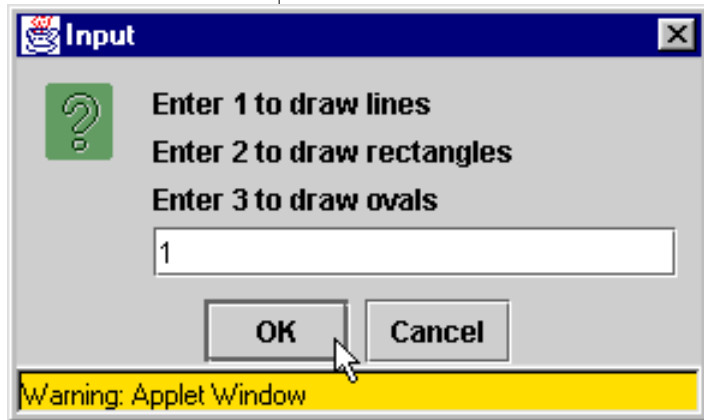 Input
Enter 1 to draw lines
Enter 2 to draw rectangles
Enter 3 to draw ovals
1
OK Cancel
Warning: Applet Window